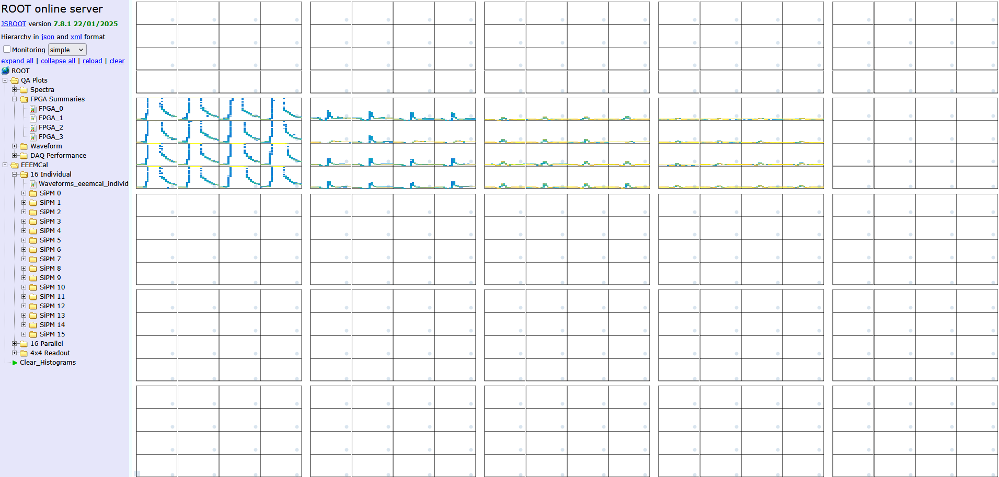 ROOT online server
JSROOT version 7.8.1 22/01/2025
Hierarchy in json and xml format
Monitoring simple
expand all | collapse all | reload | clear
ROOT
QA Plots
Spectra
FPGA Summaries
FPGA_0
FPGA_1
FPGA_2
FPGA_3
Waveform
DAQ Performance
EEEMCal
16 Individual
Waveforms_eeemcal_individ
SiPM 0
SiPM 1
SiPM 2
SiPM 3
SiPM 4
SiPM 5
SiPM 6
SiPM 7
SiPM 8
SiPM 9
SiPM 10
SiPM 11
SiPM 12
SiPM 13
SiPM 14
SiPM 15
16 Parallel
4x4 Readout
Clear_Histograms